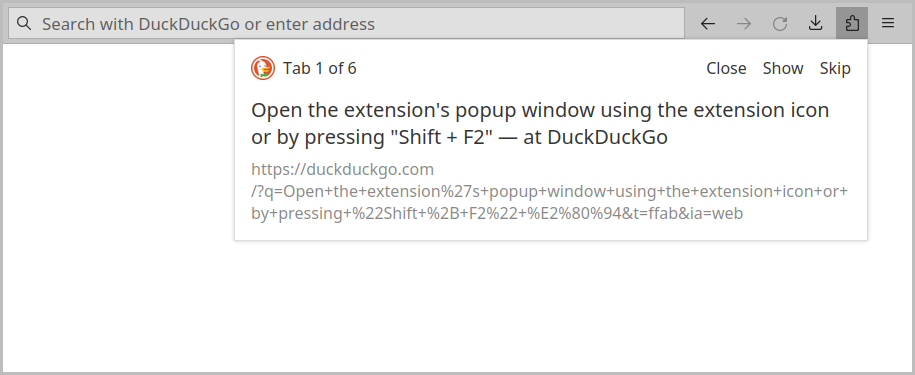 Search with DuckDuckGo or enter address
Tab 1 of 6 Close Show Skip
Open the extension's popup window using the extension icon
or by pressing "Shift + F2" — at DuckDuckGo
https://duckduckgo.com
/?q=Open+the+extension%27s+popup+window+using+the+extension+icon+or+
by+pressing+%22Shift+%2B+F2%22+%E2%80%94&t=ffab&ia=web